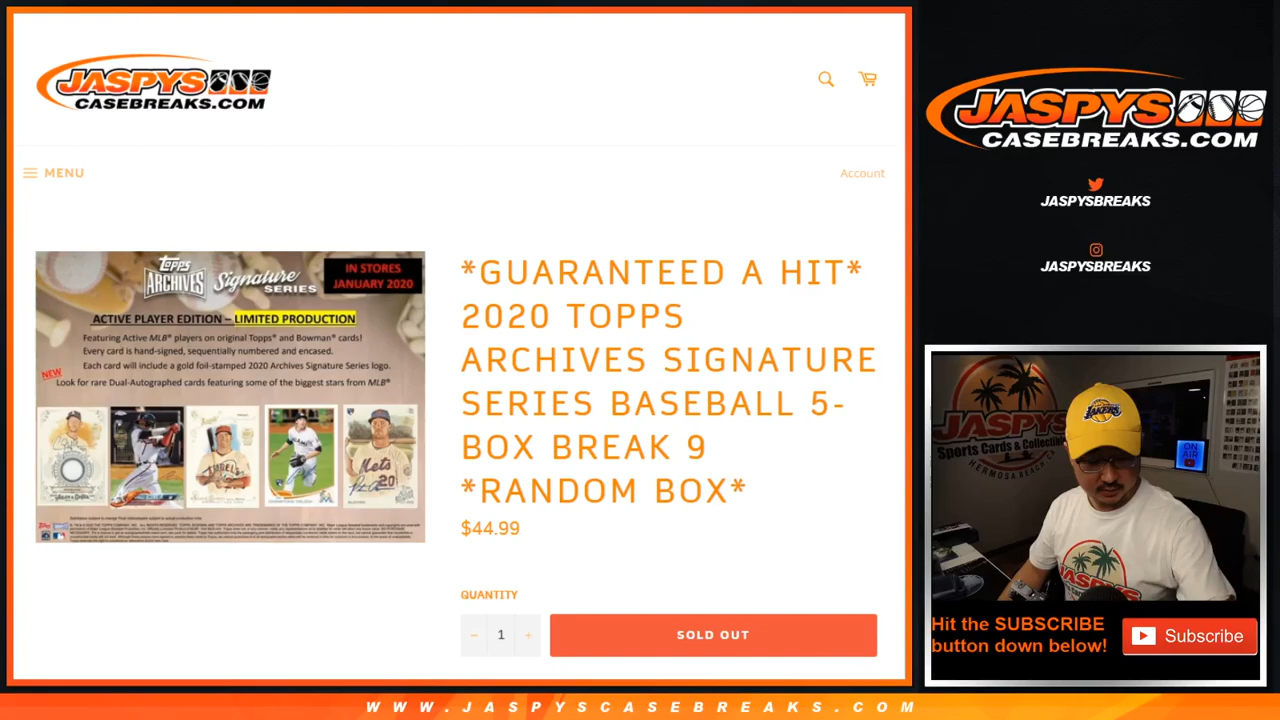 JASPYS
CASEBREAKS.COM
MENU
Account
Topps
ARCHIVES Signature
SERIES
IN STORES
JANUARY 2020
ACTIVE PLAYER EDITION – LIMITED PRODUCTION
Featuring Active MLB® players on original Topps® and Bowman® cards!
Every card is hand-signed, sequentially numbered and encased.
Each card will include a gold foil-stamped 2020 Archives Signature Series logo.
NEW
Look for rare Dual-Autographed cards featuring some of the biggest stars from MLB®
*GUARANTEED A HIT*
2020 TOPPS
ARCHIVES SIGNATURE
SERIES BASEBALL 5-
BOX BREAK 9
*RANDOM BOX*
$44.99
QUANTITY
− 1 +
SOLD OUT
JASPYS
CASEBREAKS.COM
JASPYSBREAKS
JASPYSBREAKS
JASPYS
Sports Cards & Collectibles
HERMOSA BEACH, CA
LAKERS
ON
AIR
JASPYS
Hit the SUBSCRIBE
button down below!
Subscribe
WWW.JASPYSCASEBREAKS.COM